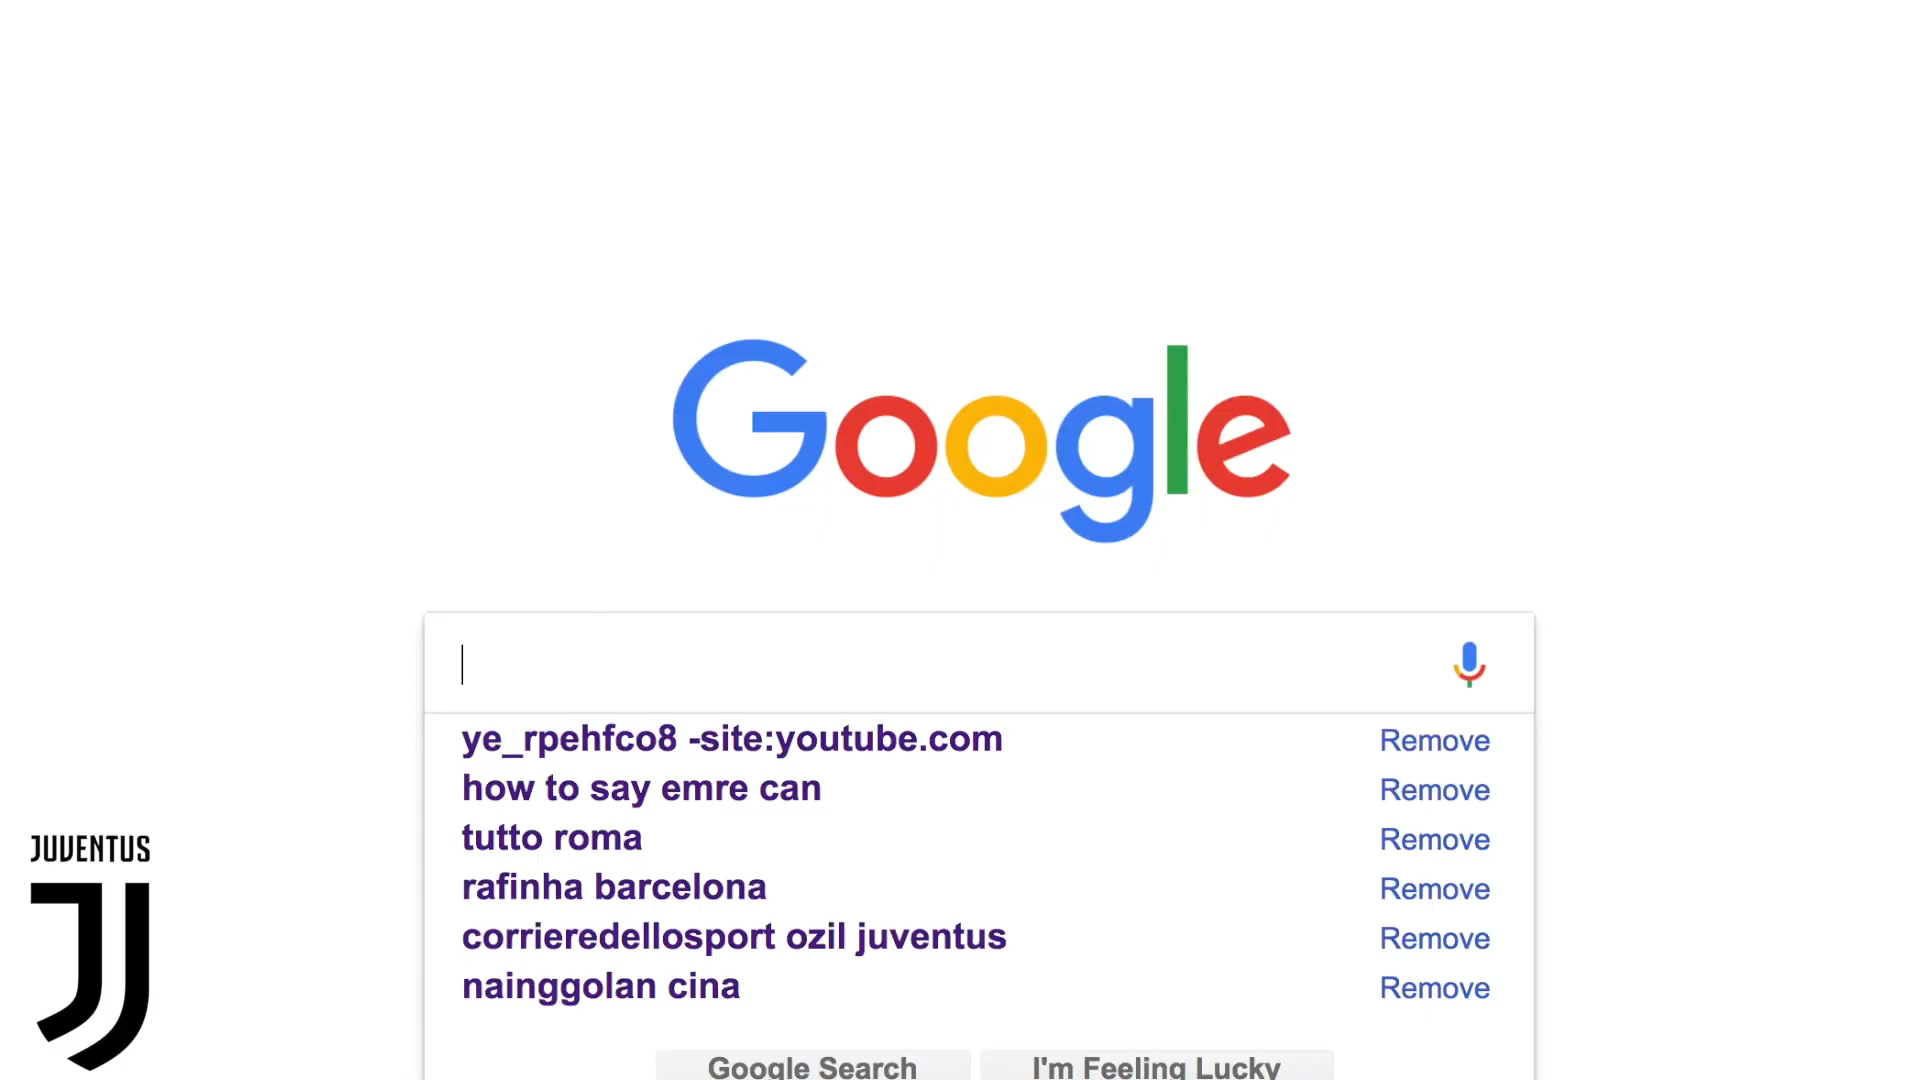 Google
ye_rpehfco8 -site:youtube.com Remove
how to say emre can Remove
tutto roma Remove
rafinha barcelona Remove
corrieredellosport ozil juventus Remove
nainggolan cina Remove
Google Search I'm Feeling Lucky
JUVENTUS